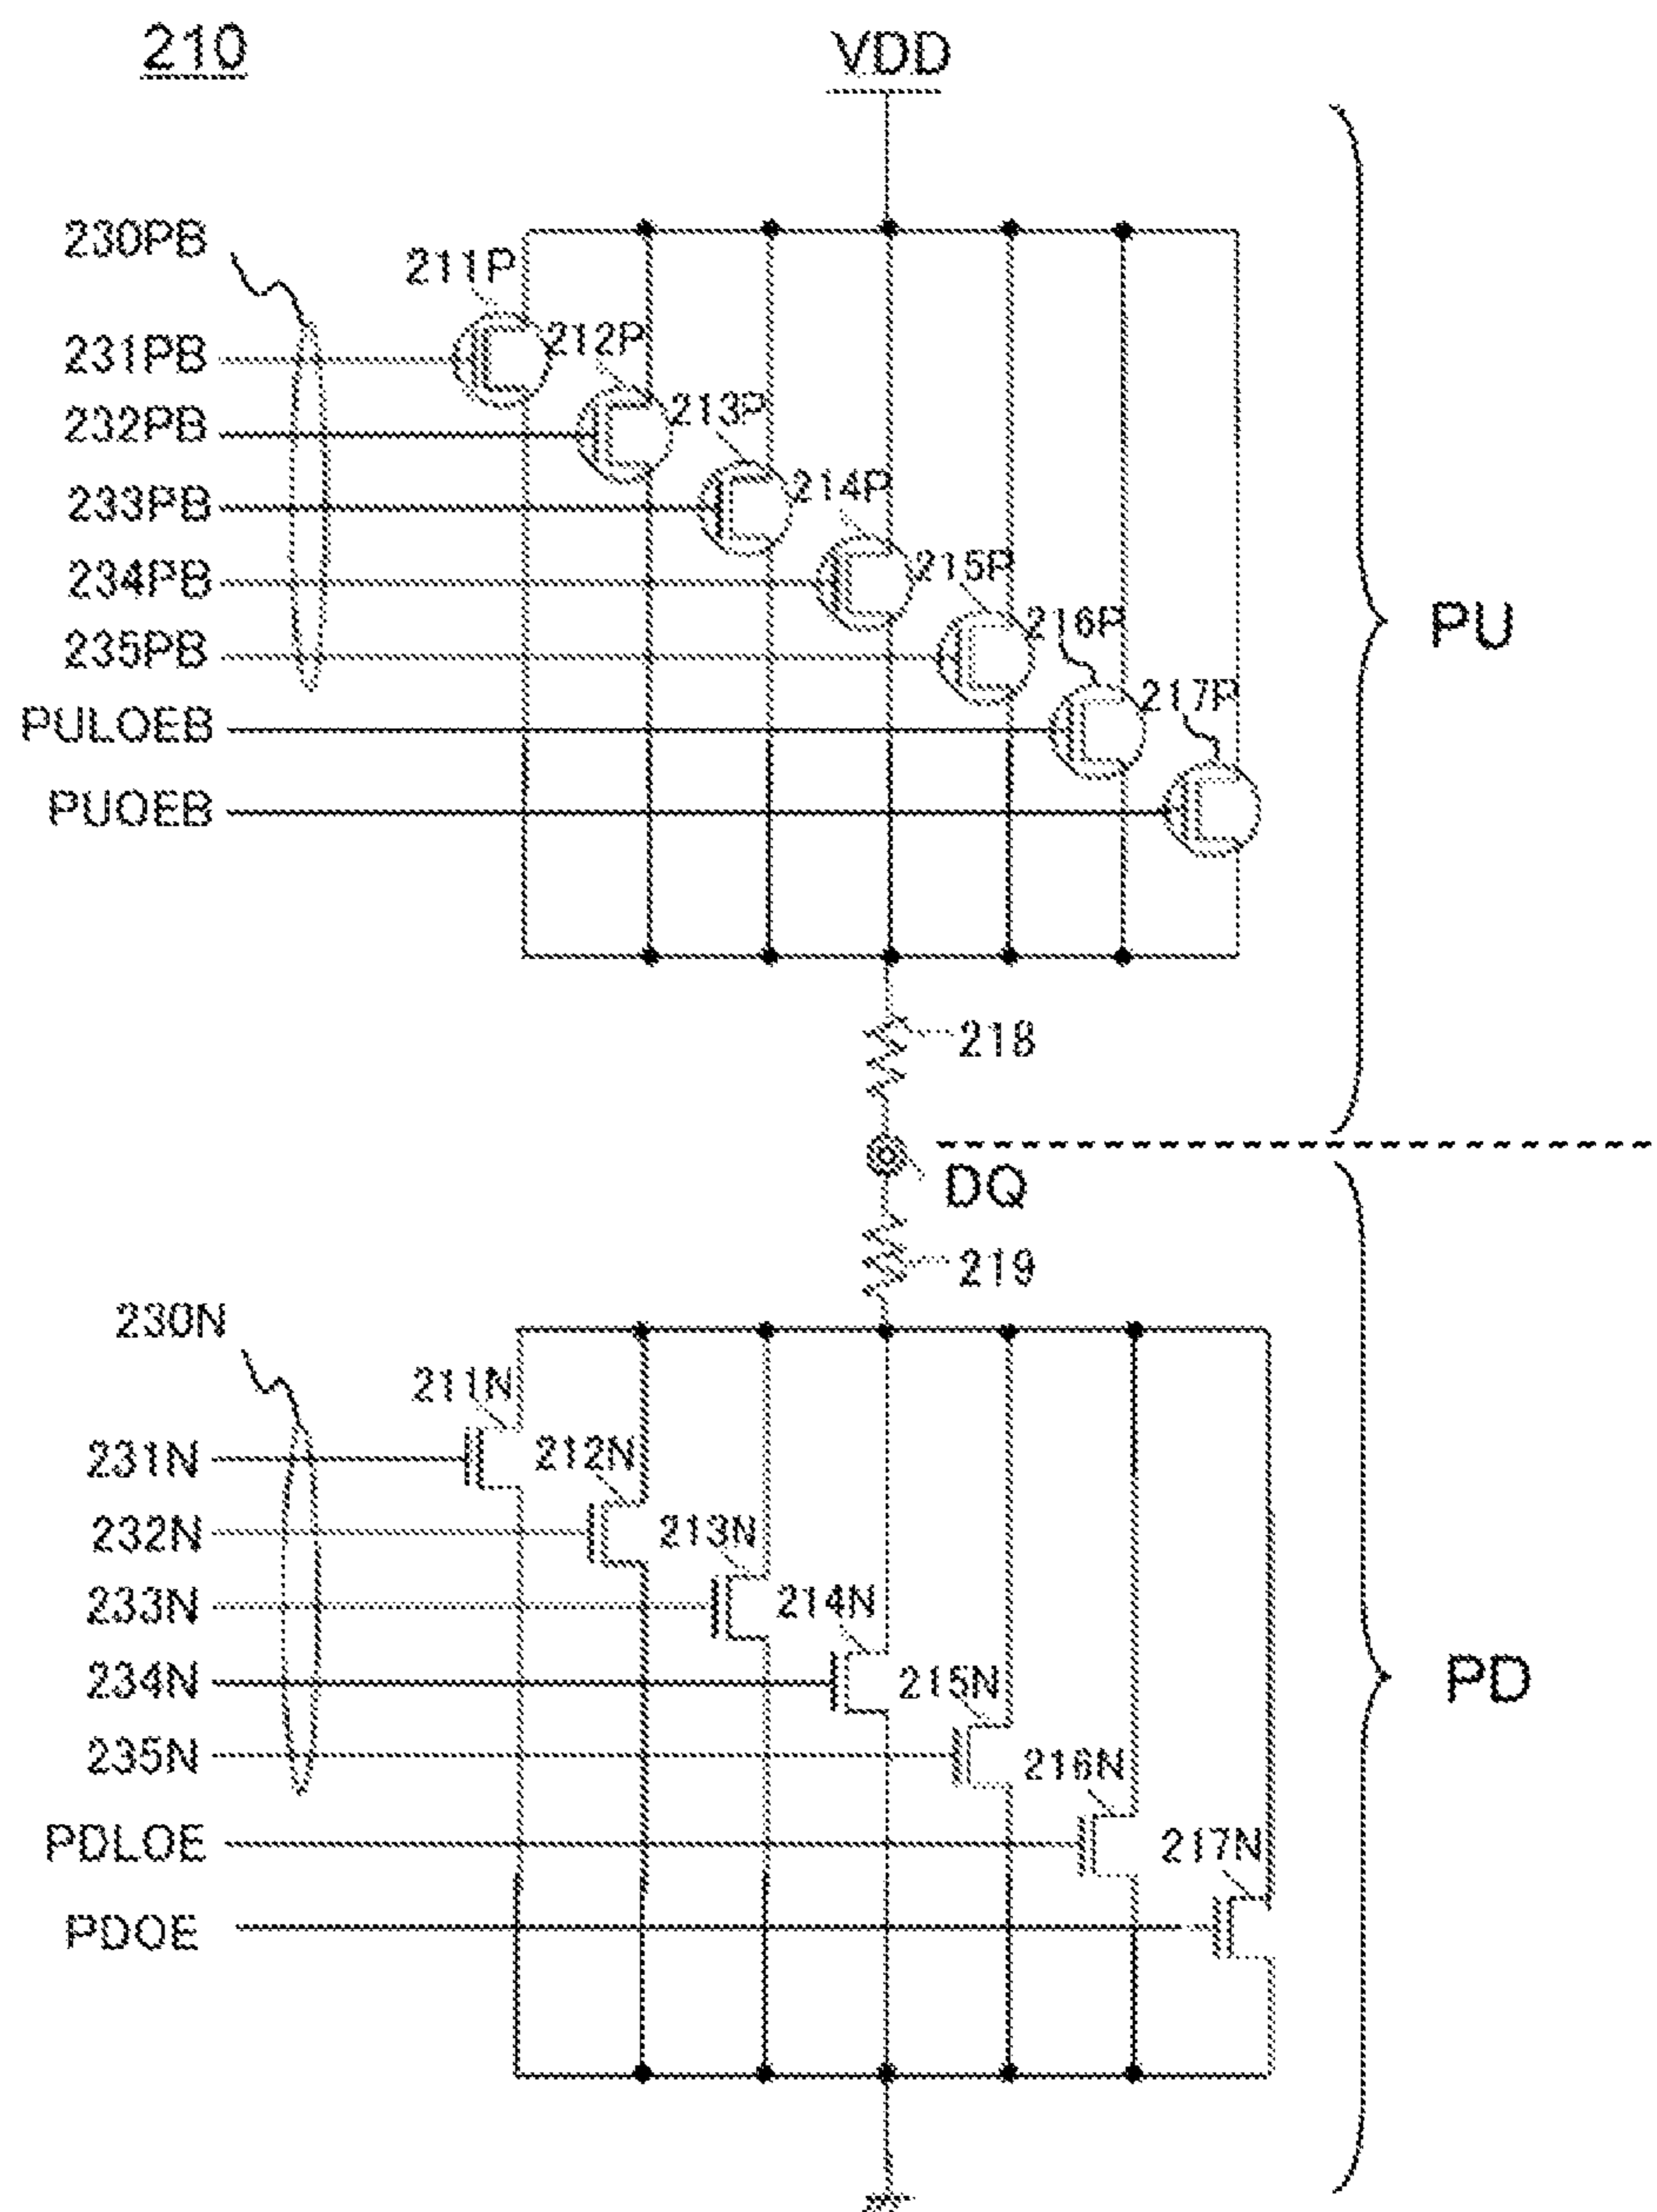 210
VDD
230PB
211P
231PB
212P
232PB
213P
233PB
214P
234PB
215P
235PB
216P
PU
PULOEB
217P
PUOEB
218
DQ
219
230N
211N
231N
212N
232N
213N
233N
214N
234N
215N
PD
235N
216N
PDLOE
217N
PDOE